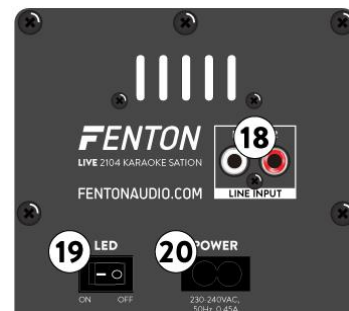 FENTON
LIVE 2104 KARAOKE SATION
FENTONAUDIO.COM
18
LINE INPUT
19
LED
20
POWER
ON OFF
230-240VAC,
50Hz, 0.45A